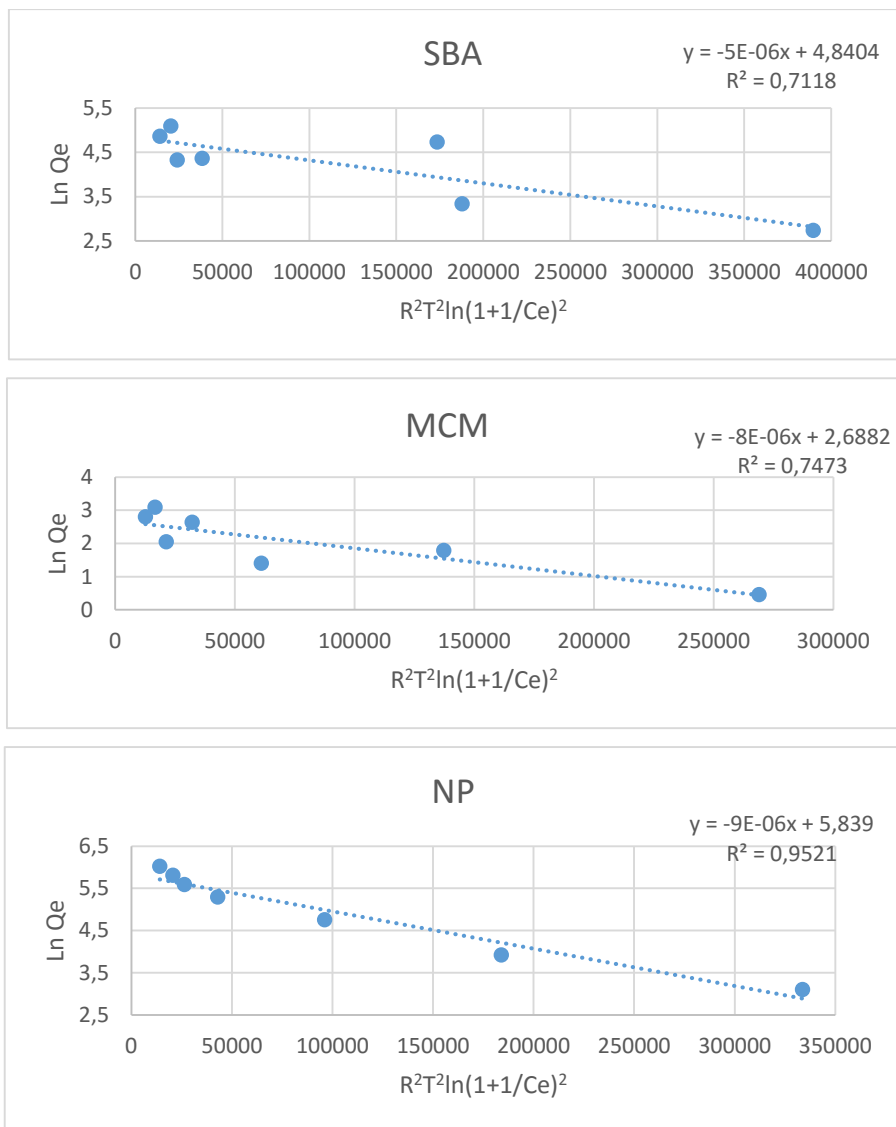 SBA
y = -5E-06x + 4,8404
R² = 0,7118
5,5
4,5
3,5
2,5
Ln Qe
0 50000 100000 150000 200000 250000 300000 350000 400000
R²T²ln(1+1/Ce)²
MCM
y = -8E-06x + 2,6882
R² = 0,7473
4
3
2
1
0
Ln Qe
0 50000 100000 150000 200000 250000 300000
R²T²ln(1+1/Ce)²
NP
y = -9E-06x + 5,839
R² = 0,9521
6,5
5,5
4,5
3,5
2,5
Ln Qe
0 50000 100000 150000 200000 250000 300000 350000
R²T²ln(1+1/Ce)²